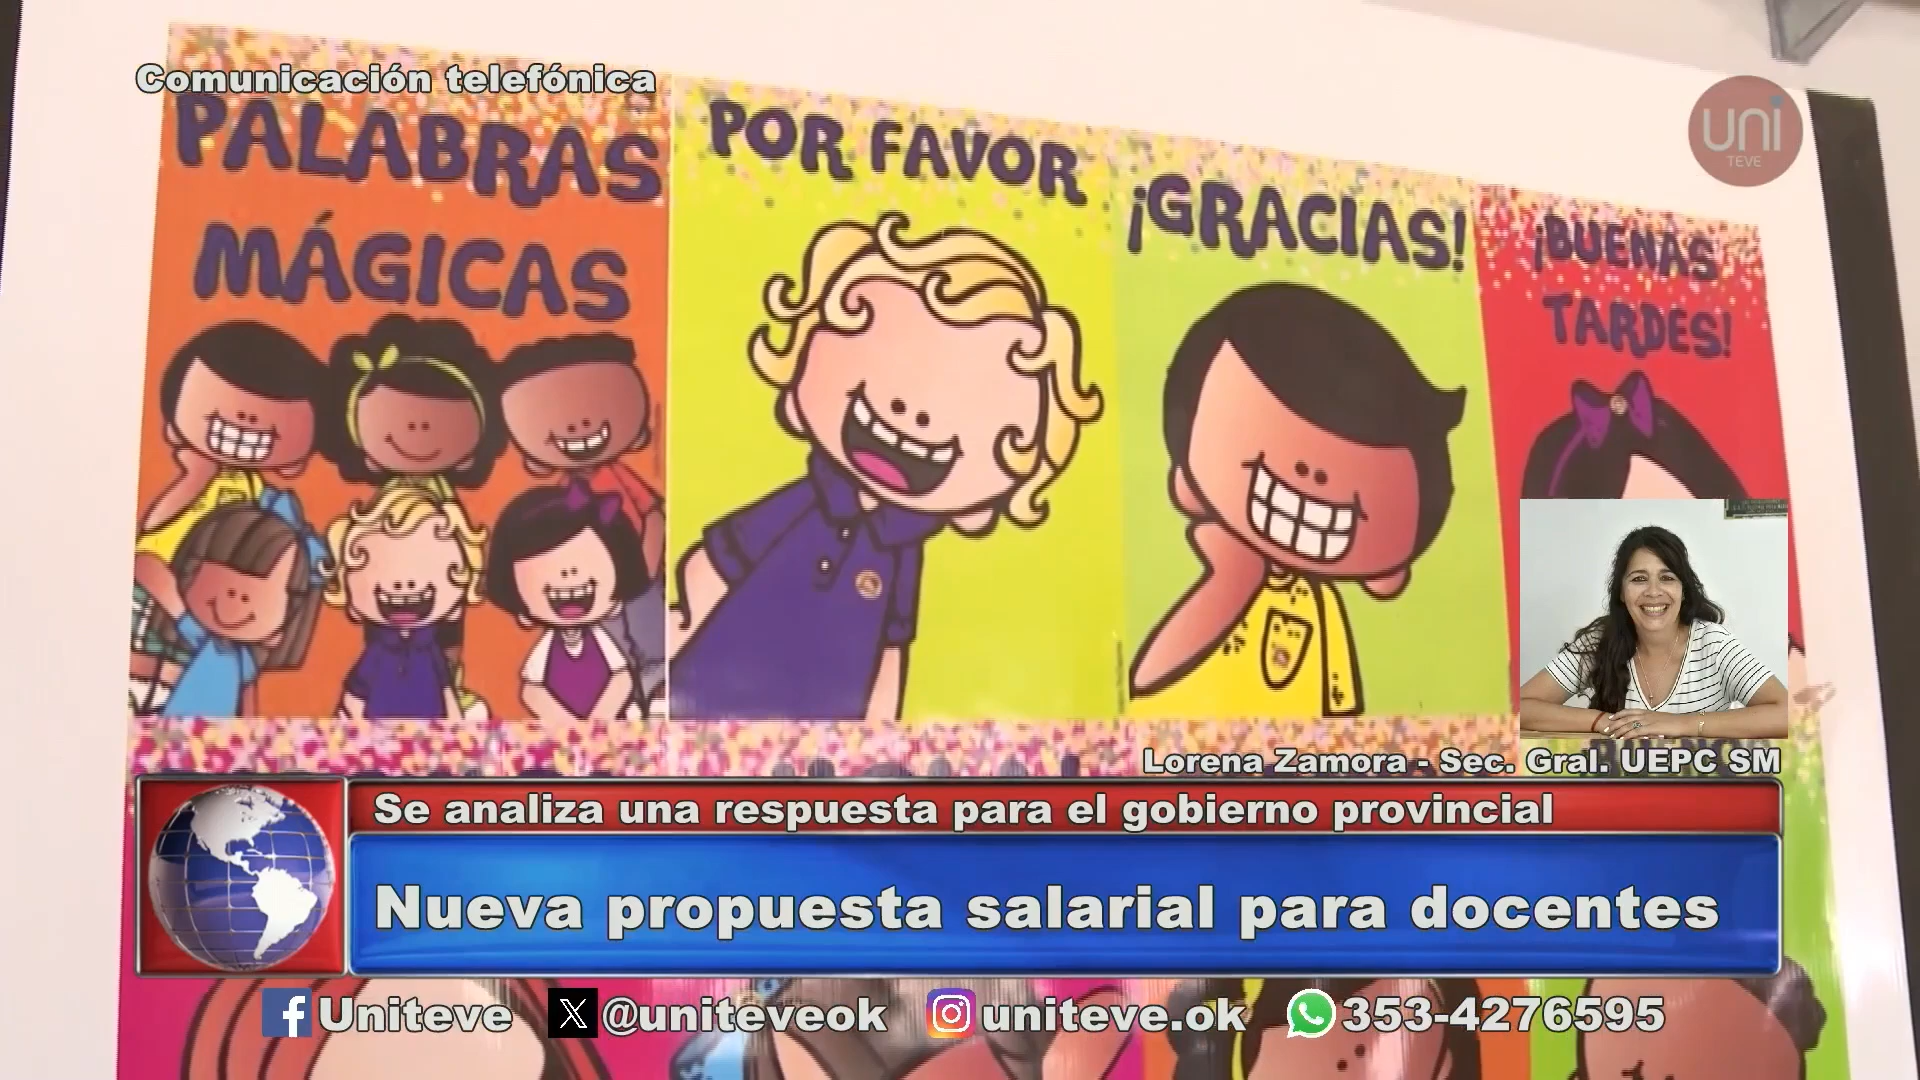 Comunicación telefónica
PALABRAS
MÁGICAS
POR FAVOR
¡GRACIAS!
¡BUENAS
TARDES!
uni
TEVE
Lorena Zamora - Sec. Gral. UEPC SM
Se analiza una respuesta para el gobierno provincial
Nueva propuesta salarial para docentes
Uniteve
@uniteveok
uniteve.ok
353-4276595